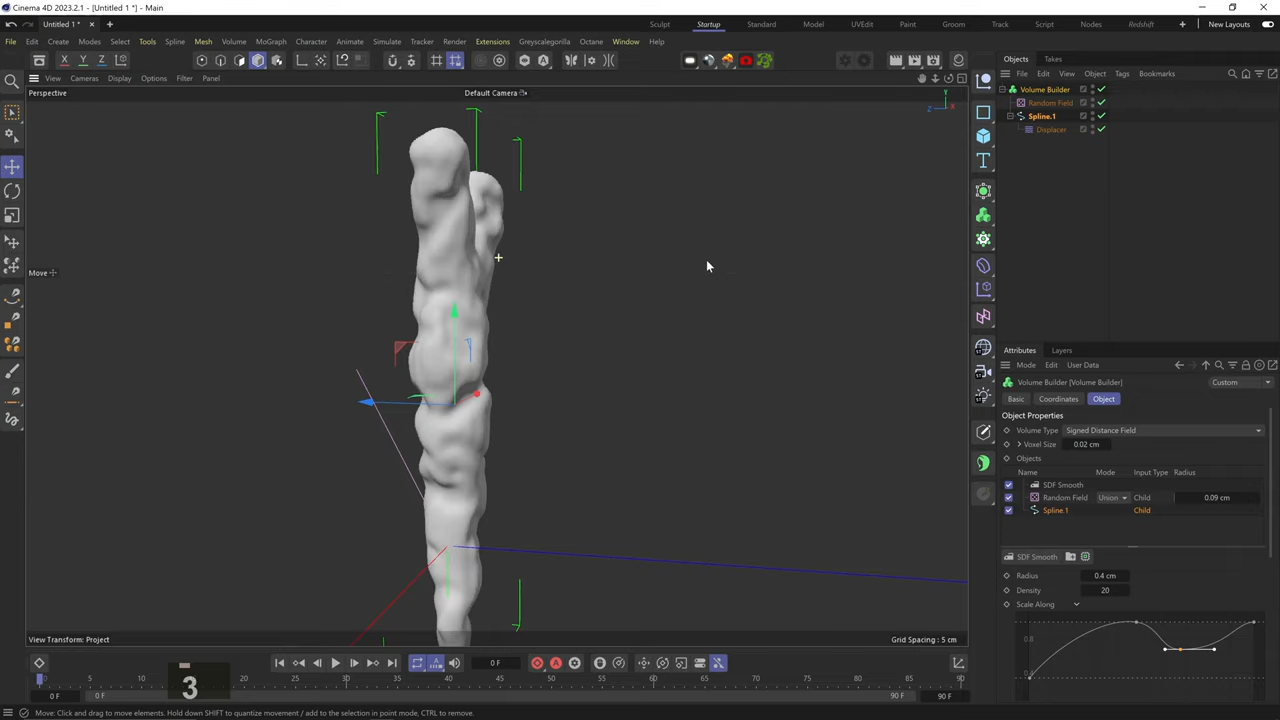 Cinema 4D 2023.2.1 - [Untitled 1 *] - Main
Untitled 1 *
Sculpt Startup Standard Model UVEdit Paint Groom Track Script Nodes Redshift New Layouts
File Edit Create Modes Select Tools Spline Mesh Volume MoGraph Character Animate Simulate Tracker Render Extensions Greyscalegorilla Octane Window Help
X Y Z
Objects Takes
File Edit View Object Tags Bookmarks
View Cameras Display Options Filter Panel
Perspective
Default Camera
Y
Z X
Volume Builder
Random Field
Spline.1
Displacer
Move
Attributes Layers
Mode Edit User Data
Volume Builder [Volume Builder]
Custom
Basic Coordinates Object
Object Properties
Volume Type Signed Distance Field
Voxel Size 0.02 cm
Objects
Name Mode Input Type Radius
SDF Smooth
Random Field Union Child 0.09 cm
Spline.1 Child
SDF Smooth
Radius 0.4 cm
Density 20
Scale Along
0.8
View Transform: Project
Grid Spacing : 5 cm
0 F
3
0 5 10 25 30 35 40 45 50 55 60 65 70 75 80 85 90
0 F 0 F 90 F 90 F
Move: Click and drag to move elements. Hold down SHIFT to quantize movement / add to the selection in point mode, CTRL to remove.